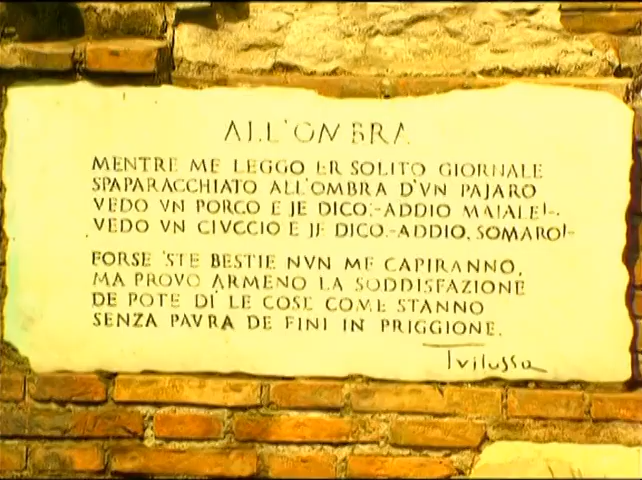 ALL'OMBRA
MENTRE ME LEGGO ER SOLITO GIORNALE
SPAPARACCHIATO ALL'OMBRA D'VN PAJARO
VEDO VN PORCO E JE DICO:-ADDIO MAIALE!-
VEDO VN CIVCCIO E JE DICO:-ADDIO, SOMARO!-
FORSE 'STE BESTIE NVN ME CAPIRANNO,
MA PROVO ARMENO LA SODDISFAZIONE
DE POTE DI' LE COSE COME STANNO
SENZA PAVRA DE FINI IN PRIGGIONE.
Trilussa